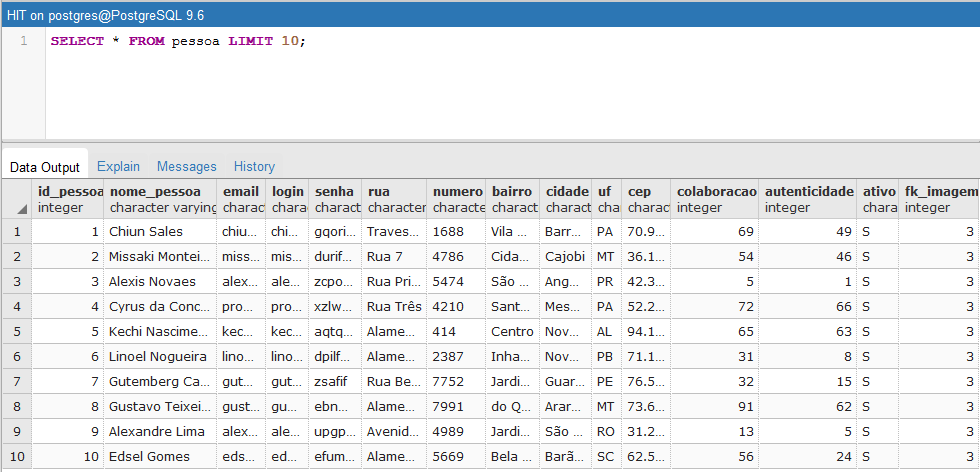 HIT on postgres@PostgreSQL 9.6
1 SELECT * FROM pessoa LIMIT 10;
Data Output Explain Messages History
id_pessoa nome_pessoa email login senha rua numero bairro cidade uf cep colaboracao autenticidade ativo fk_imagem
integer character varying charact charac charact character characte charact charact cha charact integer integer chara integer
1 1 Chiun Sales chiu... chi... gqori... Traves... 1688 Vila ... Barr... PA 70.9... 69 49 S 3
2 2 Missaki Montei... miss... mis... durif... Rua 7 4786 Cida... Cajobi MT 36.1... 54 46 S 3
3 3 Alexis Novaes alex... ale... zcpo... Rua Pri... 5474 São ... Ang... PR 42.3... 5 1 S 3
4 4 Cyrus da Conc... pro... pro... xzlw... Rua Três 4210 Sant... Mes... PA 52.2... 72 66 S 3
5 5 Kechi Nascime... kec... kec... aqtq... Alame... 414 Centro Nov... AL 94.1... 65 63 S 3
6 6 Linoel Nogueira lino... lino... dpilf... Alame... 2387 Inha... Nov... PB 71.1... 31 8 S 3
7 7 Gutemberg Ca... gut... gut... zsafif Rua Be... 7752 Jardi... Guar... PE 76.5... 32 15 S 3
8 8 Gustavo Teixei... gust... gu... ebn... Alame... 7991 do Q... Arar... MT 73.6... 91 62 S 3
9 9 Alexandre Lima alex... ale... upgp... Avenid... 4989 Jardi... São ... RO 31.2... 13 5 S 3
10 10 Edsel Gomes eds... ed... efum... Alame... 5669 Bela ... Barã... SC 62.5... 56 24 S 3